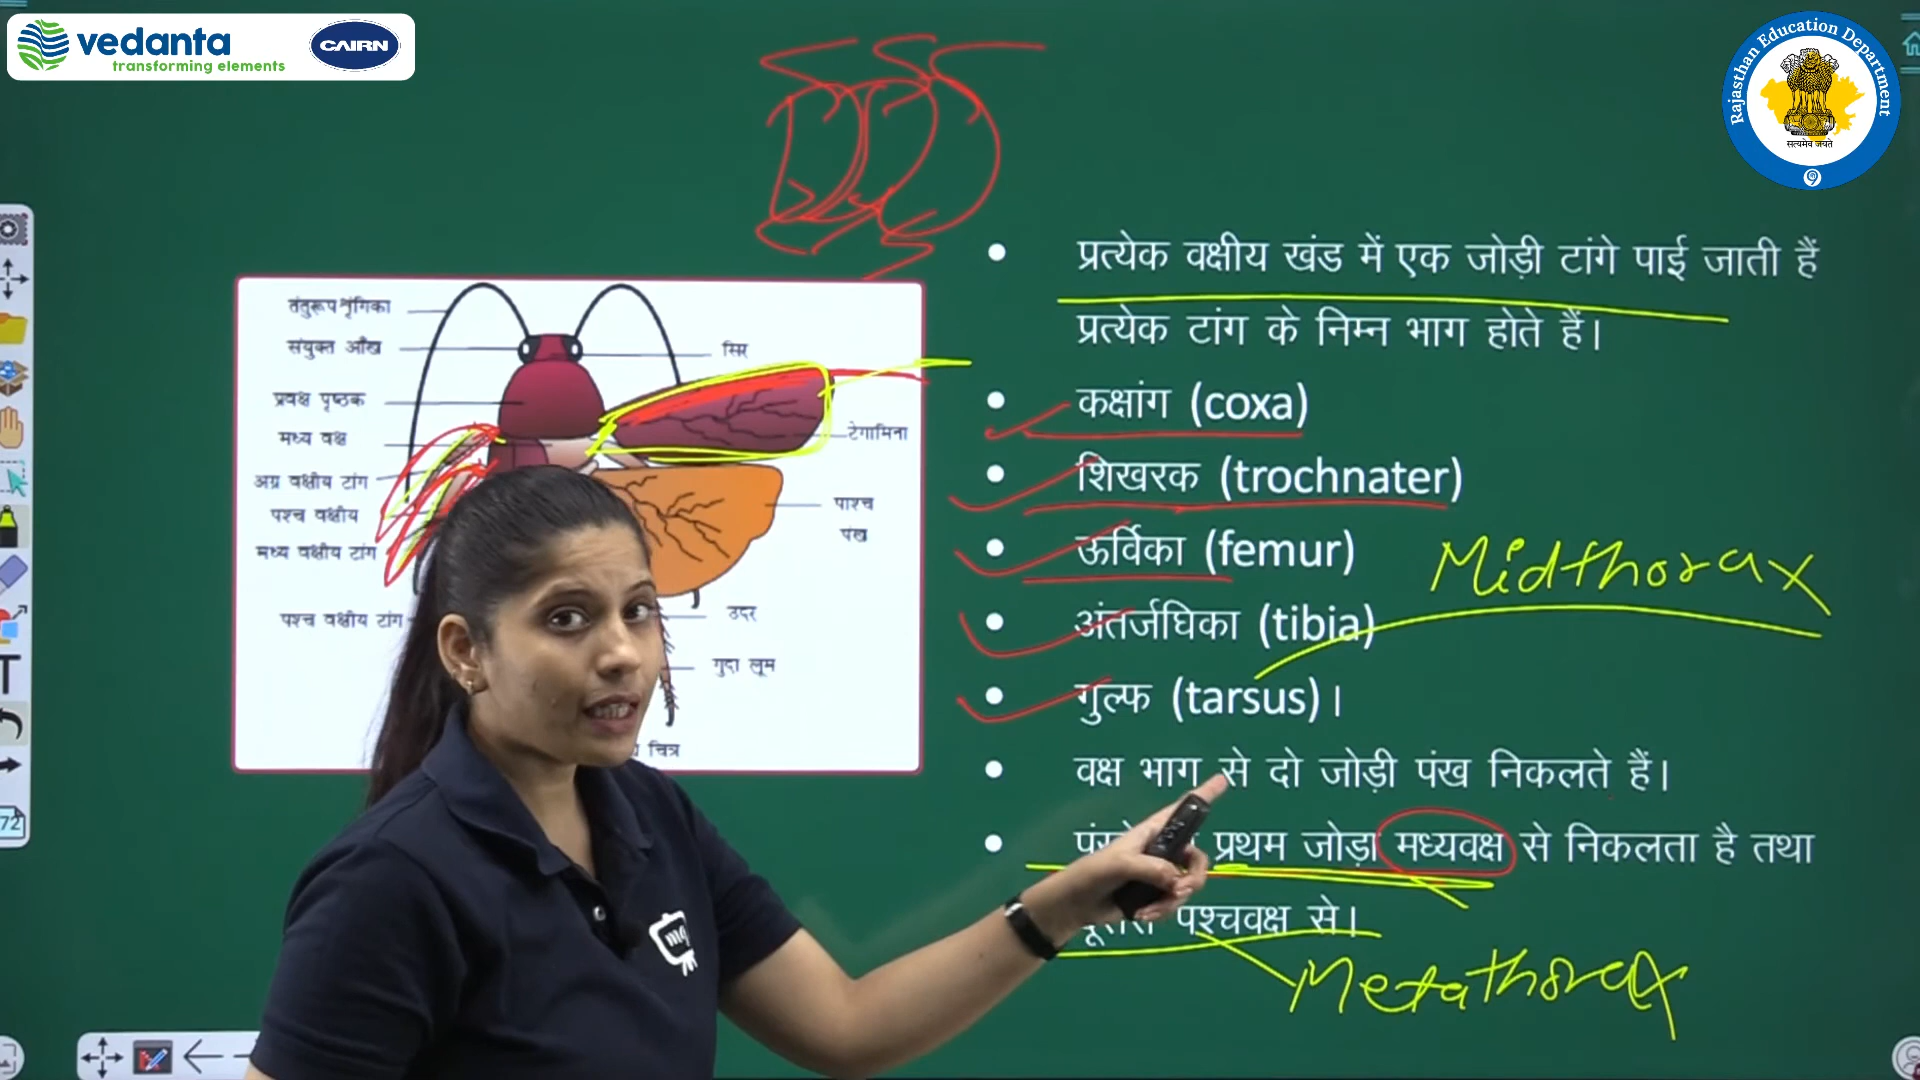 vedanta
transforming elements
CAIRN
Rajasthan Education Department
सत्यमेव जयते
तंतुरूप श्रृंगिका
संयुक्त आँख
सिर
प्रवक्ष पृष्ठक
मध्य वक्ष
टेगामिना
अग्र वक्षीय टांग
पश्च वक्षीय
पाश्च
पंख
मध्य वक्षीय टांग
पश्च वक्षीय टांग
उदर
गुदा लूम
चित्र
प्रत्येक वक्षीय खंड में एक जोड़ी टांगे पाई जाती हैं
प्रत्येक टांग के निम्न भाग होते हैं।
कक्षांग (coxa)
शिखरक (trochnater)
ऊर्विका (femur)
Midthorax
अंतर्जघिका (tibia)
गुल्फ (tarsus)।
वक्ष भाग से दो जोड़ी पंख निकलते हैं।
प्रथम जोड़ा मध्यवक्ष से निकलता है तथा
पश्चवक्ष से।
Metathorax
mq
72